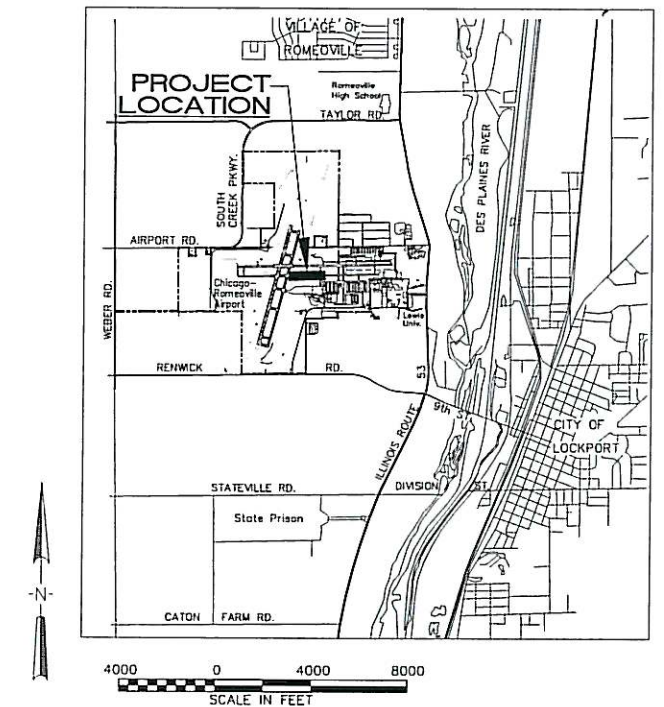 VILLAGE OF
ROMEOVILLE
PROJECT
LOCATION
Romeoville
High School
TAYLOR RD.
SOUTH
CREEK PKWY.
DES PLAINES RIVER
AIRPORT RD.
WEBER RD.
Chicago-
Romeoville
Airport
Lewis
Univ.
RENWICK RD.
53
ILLINOIS ROUTE
9th S
CITY OF
LOCKPORT
STATEVILLE RD.
DIVISION ST.
State Prison
CATON FARM RD.
-N-
4000 0 4000 8000
SCALE IN FEET